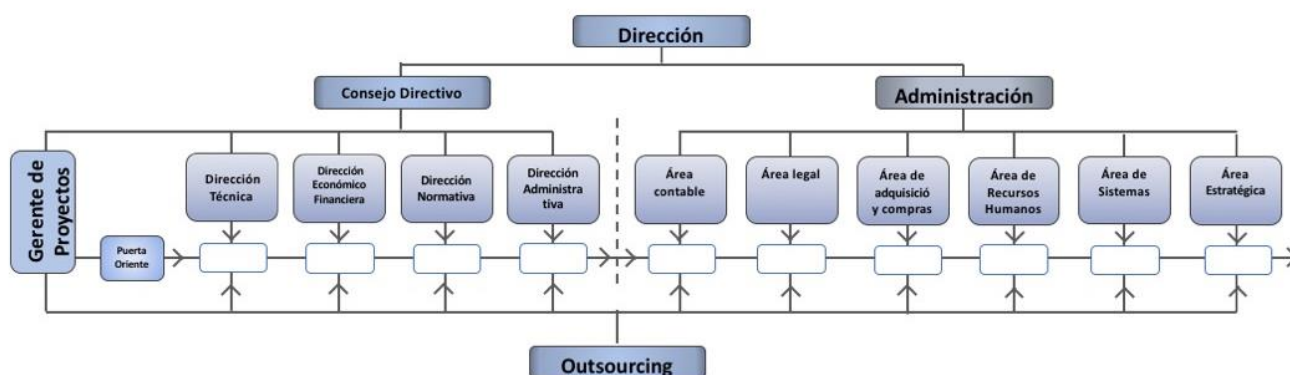 Dirección
Consejo Directivo
Administración
Gerente de
Proyectos
Dirección
Técnica
Dirección
Económico
Financiera
Dirección
Normativa
Dirección
Administra
tiva
Área
contable
Área legal
Área de
adquisició
y compras
Área de
Recursos
Humanos
Área de
Sistemas
Área
Estratégica
Puerta
Oriente
Outsourcing